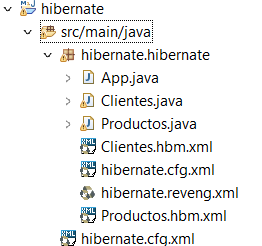 hibernate
src/main/java
hibernate.hibernate
App.java
Clientes.java
Productos.java
Clientes.hbm.xml
hibernate.cfg.xml
hibernate.reveng.xml
Productos.hbm.xml
hibernate.cfg.xml